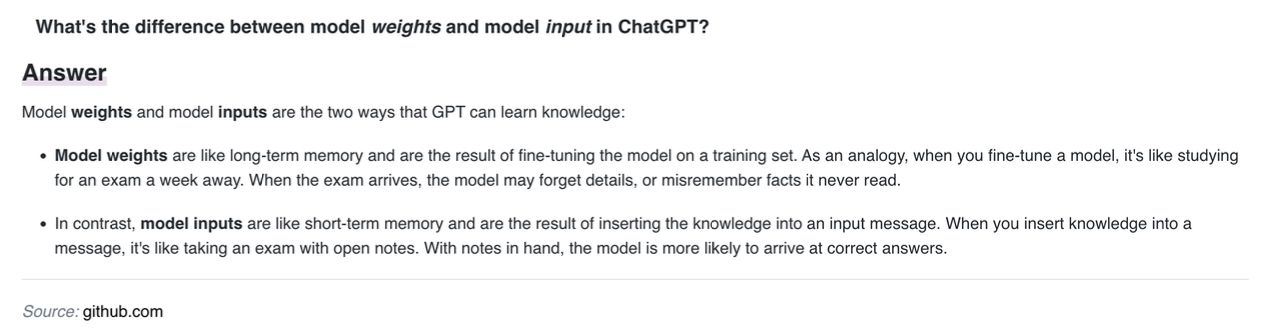 What's the difference between model weights and model input in ChatGPT?
Answer
Model weights and model inputs are the two ways that GPT can learn knowledge:
• Model weights are like long-term memory and are the result of fine-tuning the model on a training set. As an analogy, when you fine-tune a model, it's like studying
for an exam a week away. When the exam arrives, the model may forget details, or misremember facts it never read.
• In contrast, model inputs are like short-term memory and are the result of inserting the knowledge into an input message. When you insert knowledge into a
message, it's like taking an exam with open notes. With notes in hand, the model is more likely to arrive at correct answers.
Source: github.com